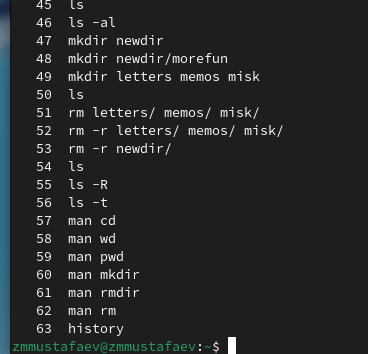 45 ls
46 ls -al
47 mkdir newdir
48 mkdir newdir/morefun
49 mkdir letters memos misk
50 ls
51 rm letters/ memos/ misk/
52 rm -r letters/ memos/ misk/
53 rm -r newdir/
54 ls
55 ls -R
56 ls -t
57 man cd
58 man wd
59 man pwd
60 man mkdir
61 man rmdir
62 man rm
63 history
zmmustafaev@zmmustafaev:~$